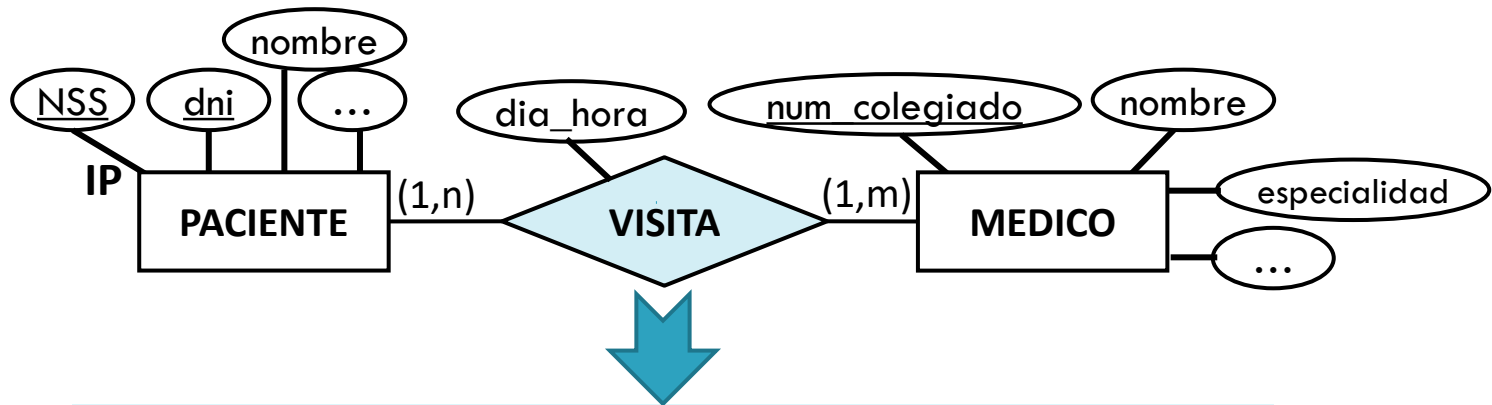 nombre
NSS
dni
...
dia_hora
num_colegiado
nombre
IP
PACIENTE
(1,n)
VISITA
(1,m)
MEDICO
especialidad
...